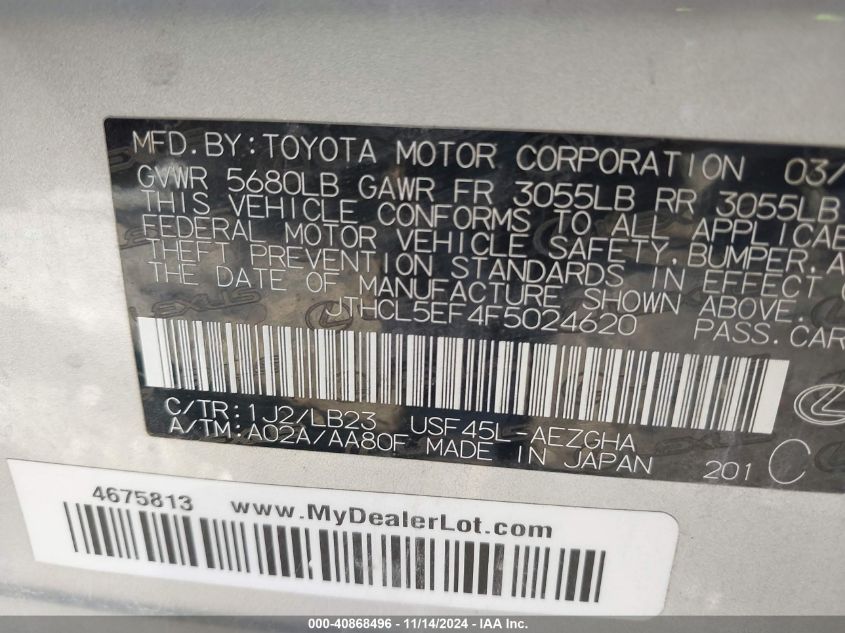 MFD.BY:TOYOTA MOTOR CORPORATION 03/
GVWR 5680LB GAWR FR 3055LB RR 3055LB
THIS VEHICLE CONFORMS TO ALL APPLICAB
FEDERAL MOTOR VEHICLE SAFETY,BUMPER,A
THEFT PREVENTION STANDARDS IN EFFECT
THE DATE OF MANUFACTURE SHOWN ABOVE.
JTHCL5EF4F5024620 PASS.CAR
C/TR:1J2/LB23 USF45L-AEZGHA
A/TM:A02A/AA80F MADE IN JAPAN 201 C
4675813 www.MyDealerLot.com
000-40868496 - 11/14/2024 - IAA Inc.